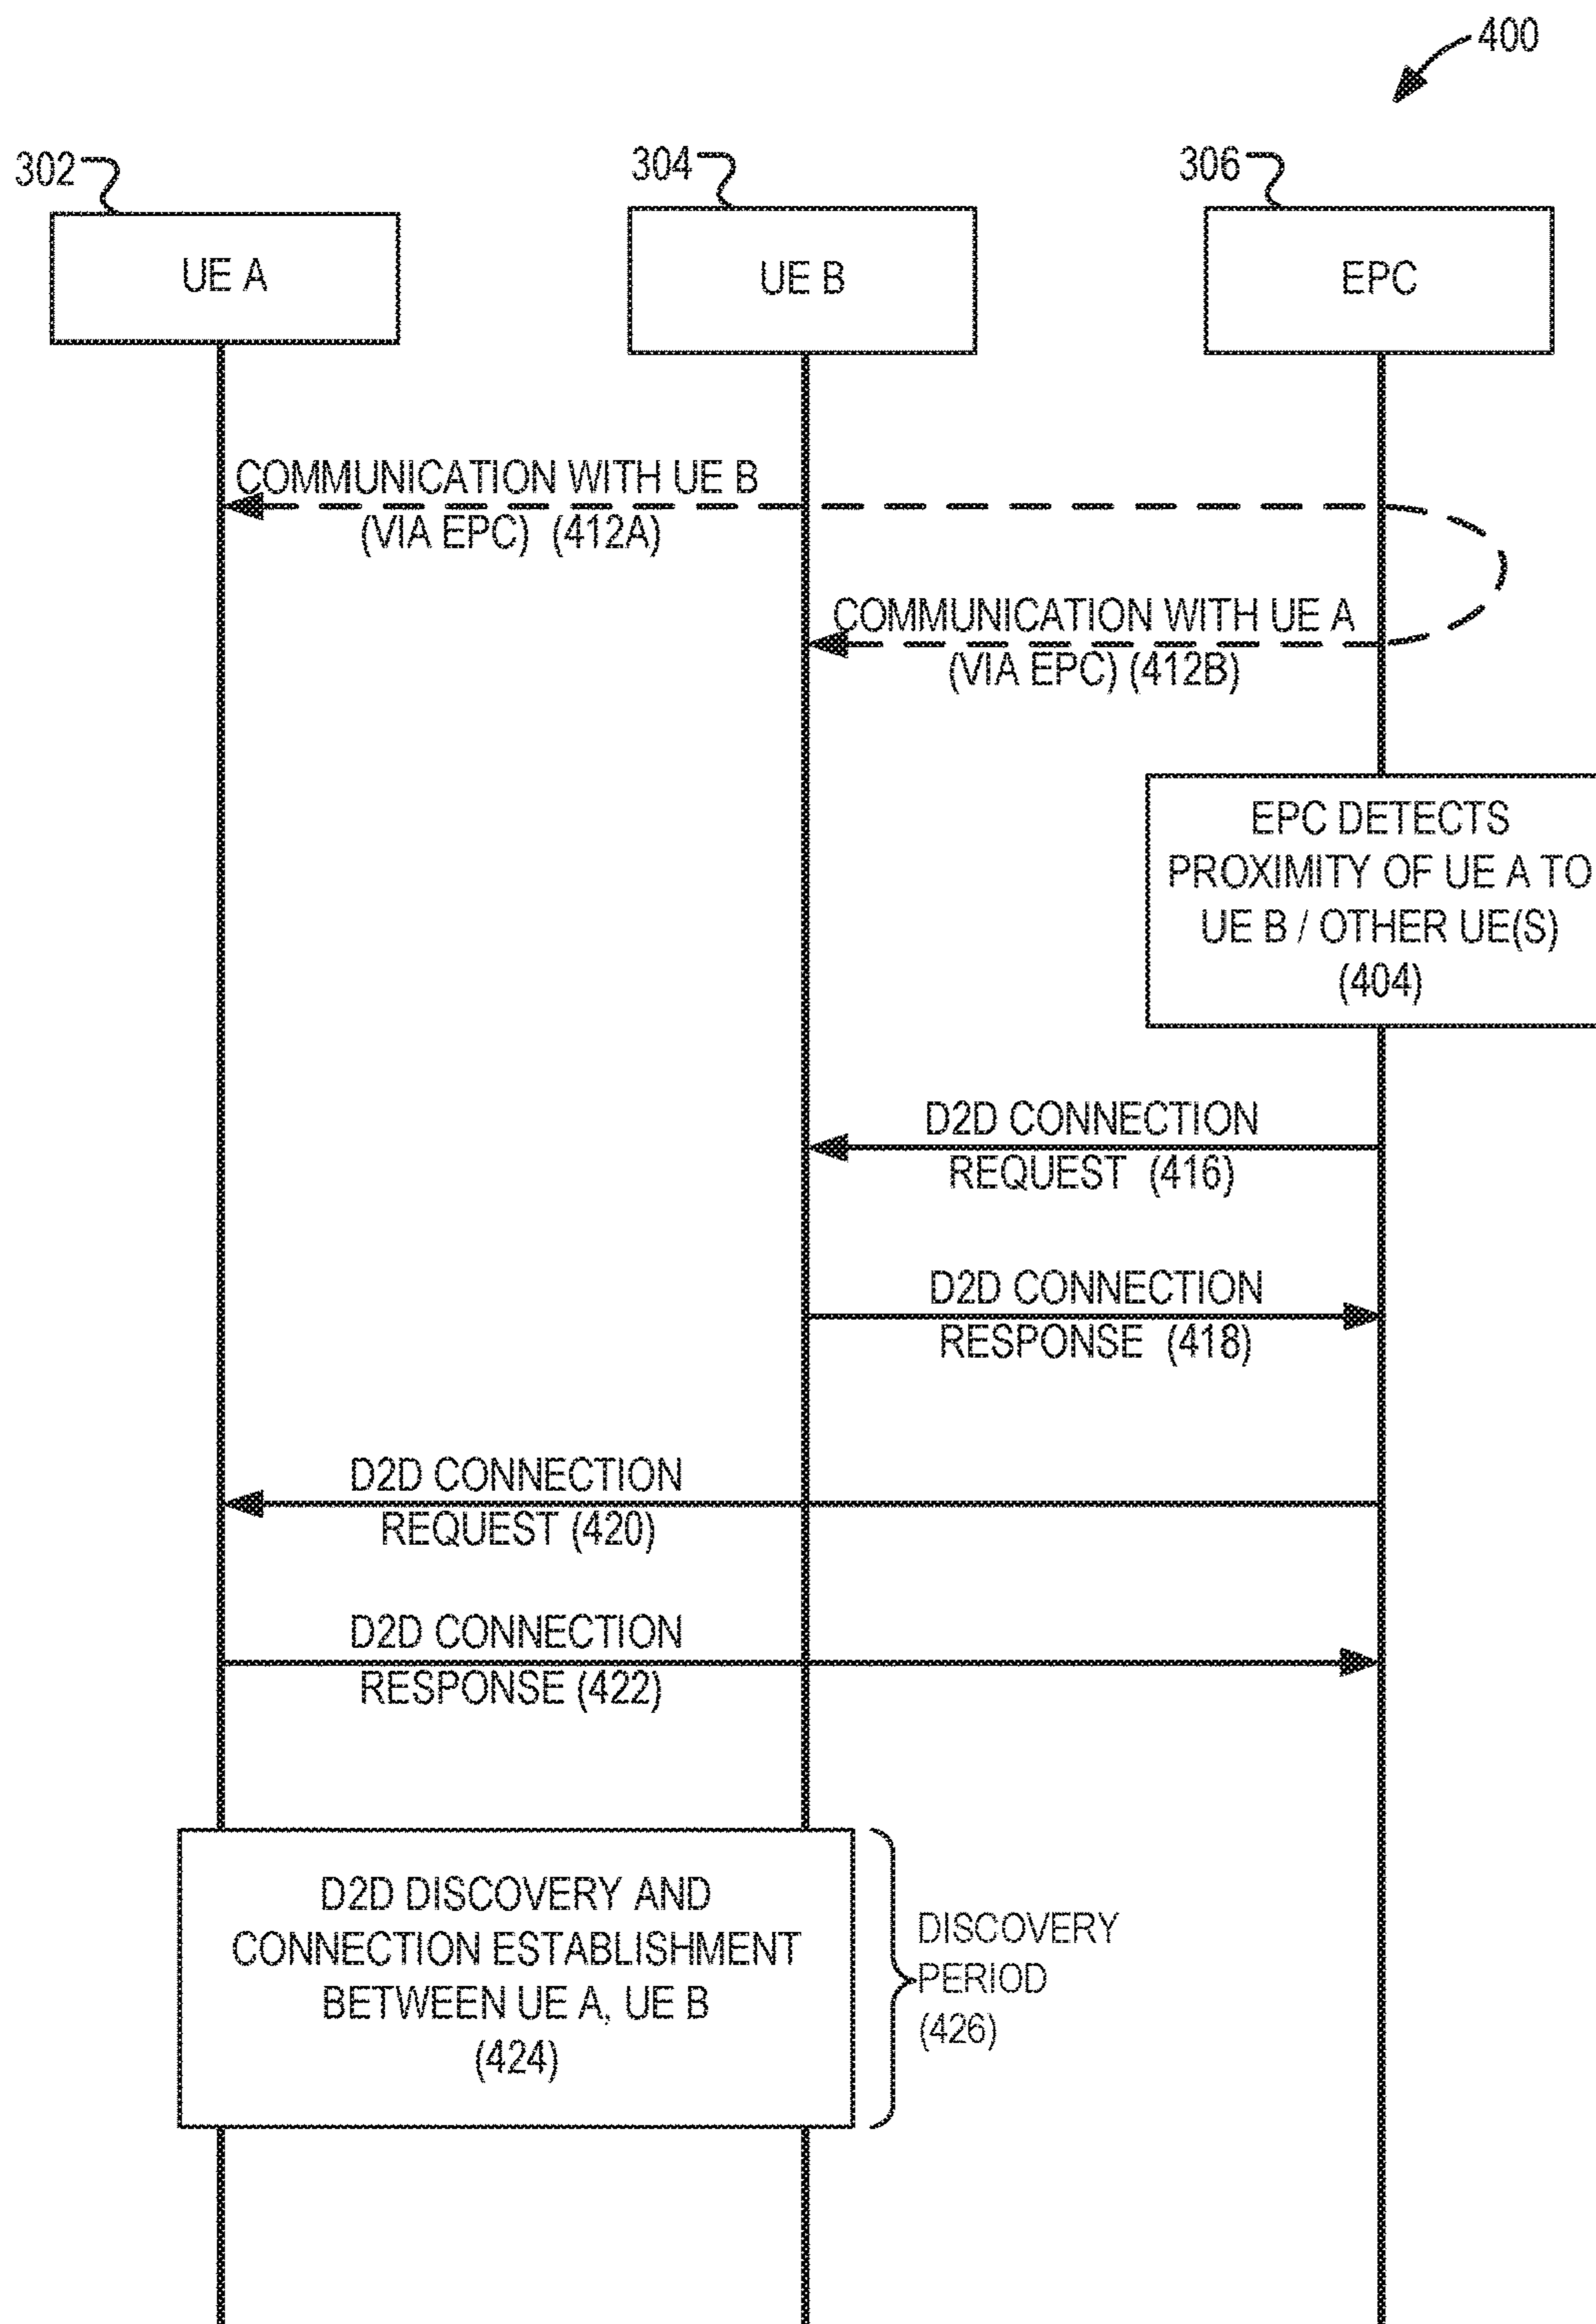 400
302
304
306
UE A
UE B
EPC
COMMUNICATION WITH UE B
(VIA EPC) (412A)
COMMUNICATION WITH UE A
(VIA EPC) (412B)
EPC DETECTS
PROXIMITY OF UE A TO
UE B / OTHER UE(S)
(404)
D2D CONNECTION
REQUEST (416)
D2D CONNECTION
RESPONSE (418)
D2D CONNECTION
REQUEST (420)
D2D CONNECTION
RESPONSE (422)
D2D DISCOVERY AND
CONNECTION ESTABLISHMENT
BETWEEN UE A, UE B
(424)
DISCOVERY
PERIOD
(426)